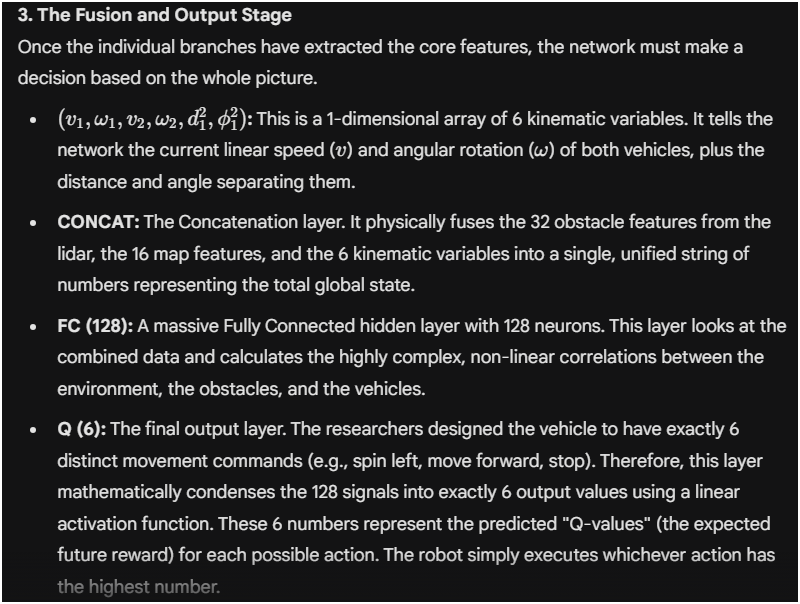 3. The Fusion and Output Stage
Once the individual branches have extracted the core features, the network must make a
decision based on the whole picture.
• (v₁, ω₁, v₂, ω₂, d₁², ϕ₁²): This is a 1-dimensional array of 6 kinematic variables. It tells the
network the current linear speed (v) and angular rotation (ω) of both vehicles, plus the
distance and angle separating them.
• CONCAT: The Concatenation layer. It physically fuses the 32 obstacle features from the
lidar, the 16 map features, and the 6 kinematic variables into a single, unified string of
numbers representing the total global state.
• FC (128): A massive Fully Connected hidden layer with 128 neurons. This layer looks at the
combined data and calculates the highly complex, non-linear correlations between the
environment, the obstacles, and the vehicles.
• Q (6): The final output layer. The researchers designed the vehicle to have exactly 6
distinct movement commands (e.g., spin left, move forward, stop). Therefore, this layer
mathematically condenses the 128 signals into exactly 6 output values using a linear
activation function. These 6 numbers represent the predicted "Q-values" (the expected
future reward) for each possible action. The robot simply executes whichever action has
the highest number.